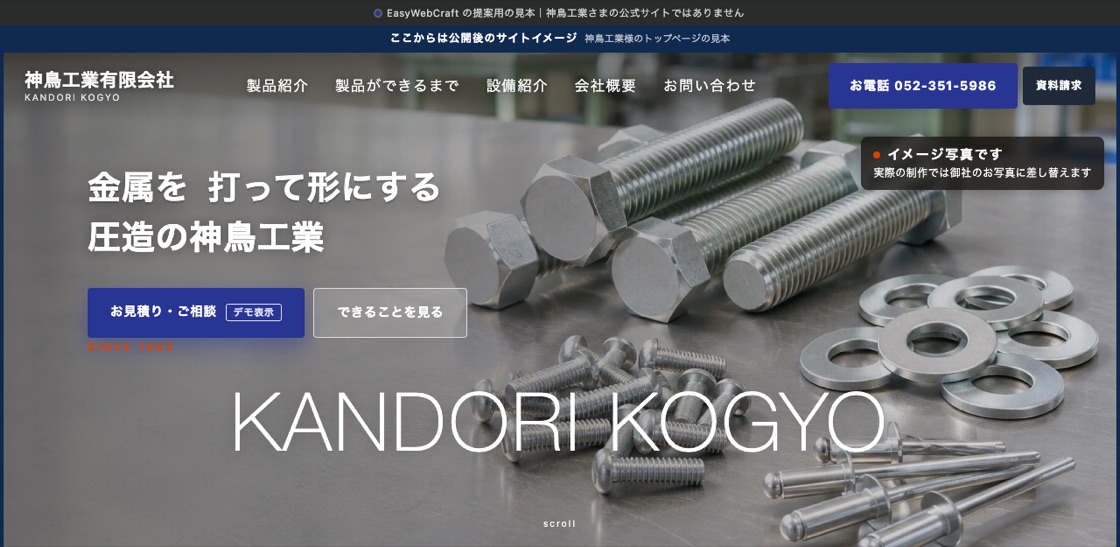 EasyWebCraft の提案用の見本｜神鳥工業さまの公式サイトではありません
ここからは公開後のサイトイメージ 神鳥工業様のトップページの見本
神鳥工業有限会社
KANDORI KOGYO
製品紹介 製品ができるまで 設備紹介 会社概要 お問い合わせ
お電話 052-351-5986
資料請求
イメージ写真です
実際の制作では御社のお写真に差し替えます
金属を 打って形にする
圧造の神鳥工業
お見積り・ご相談 デモ表示
できることを見る
KANDORI KOGYO
scroll